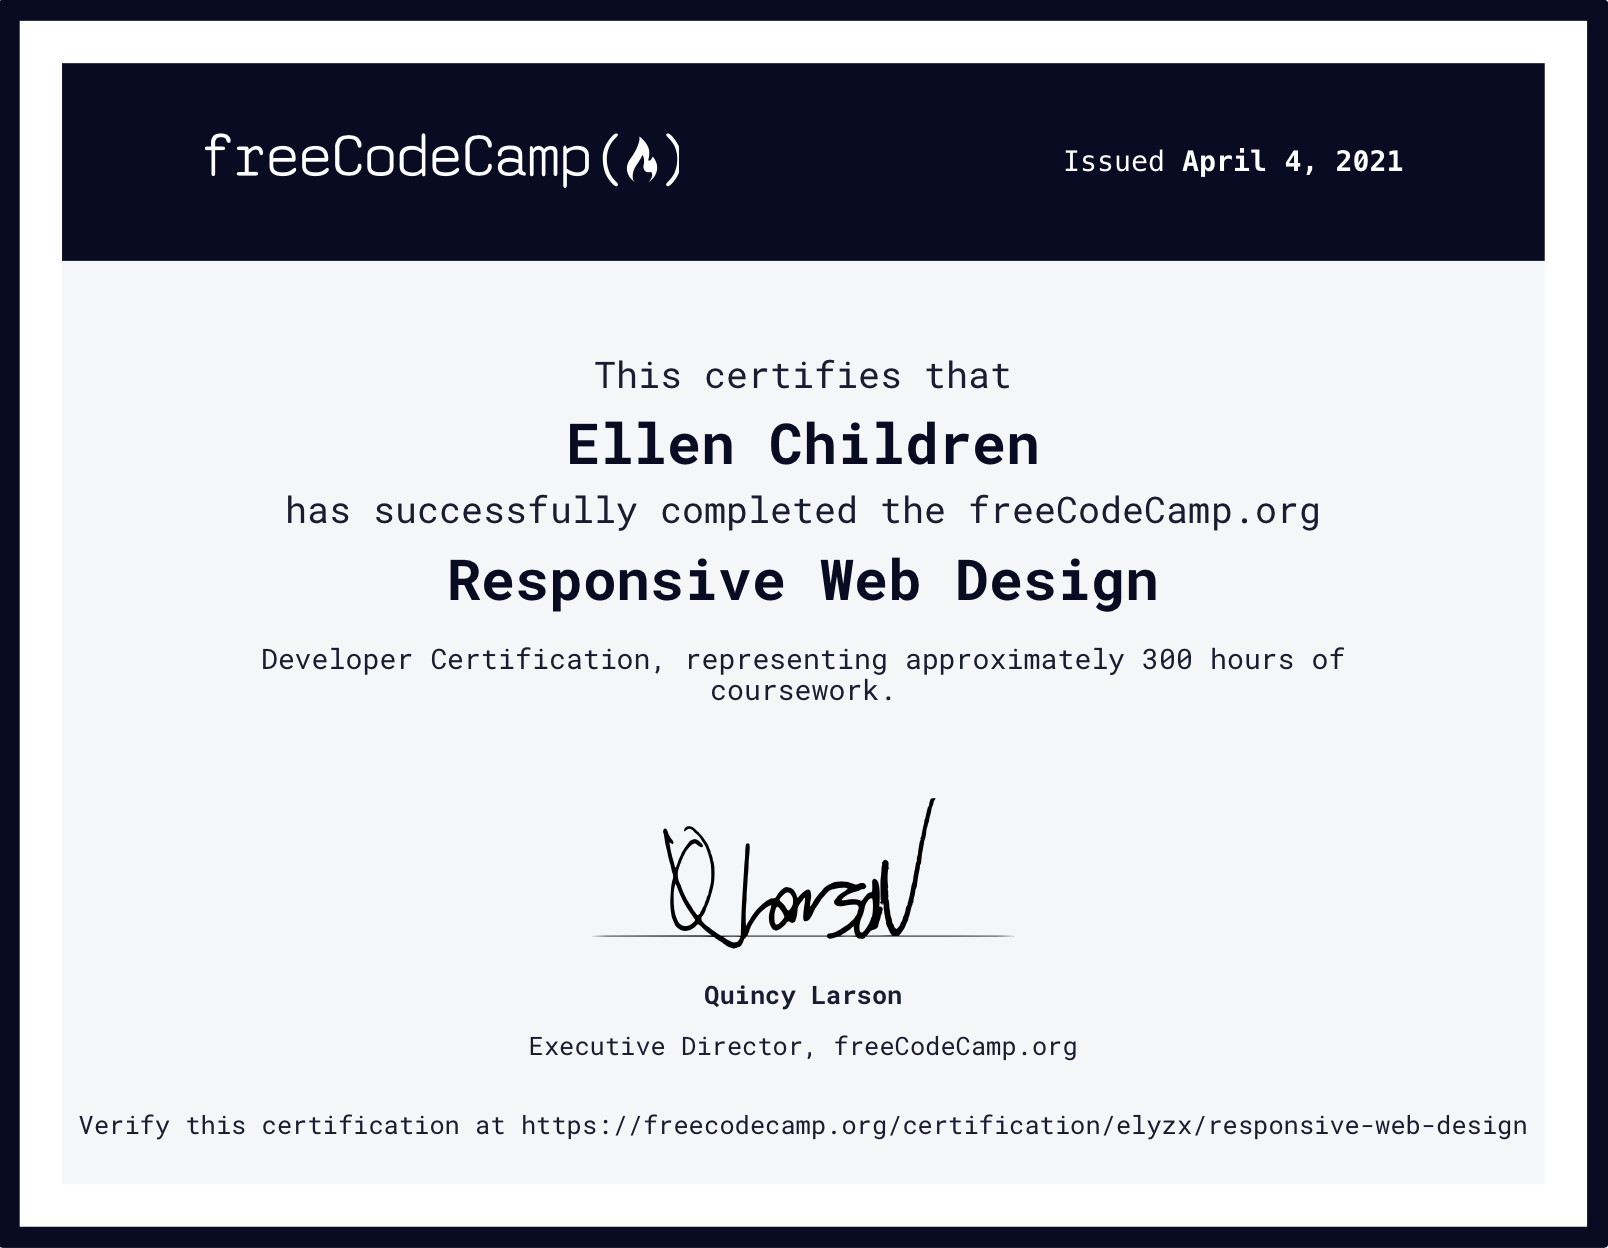 freeCodeCamp(🔥)
Issued April 4, 2021
This certifies that
Ellen Children
has successfully completed the freeCodeCamp.org
Responsive Web Design
Developer Certification, representing approximately 300 hours of
coursework.
Q Larson
Quincy Larson
Executive Director, freeCodeCamp.org
Verify this certification at https://freecodecamp.org/certification/elyzx/responsive-web-design